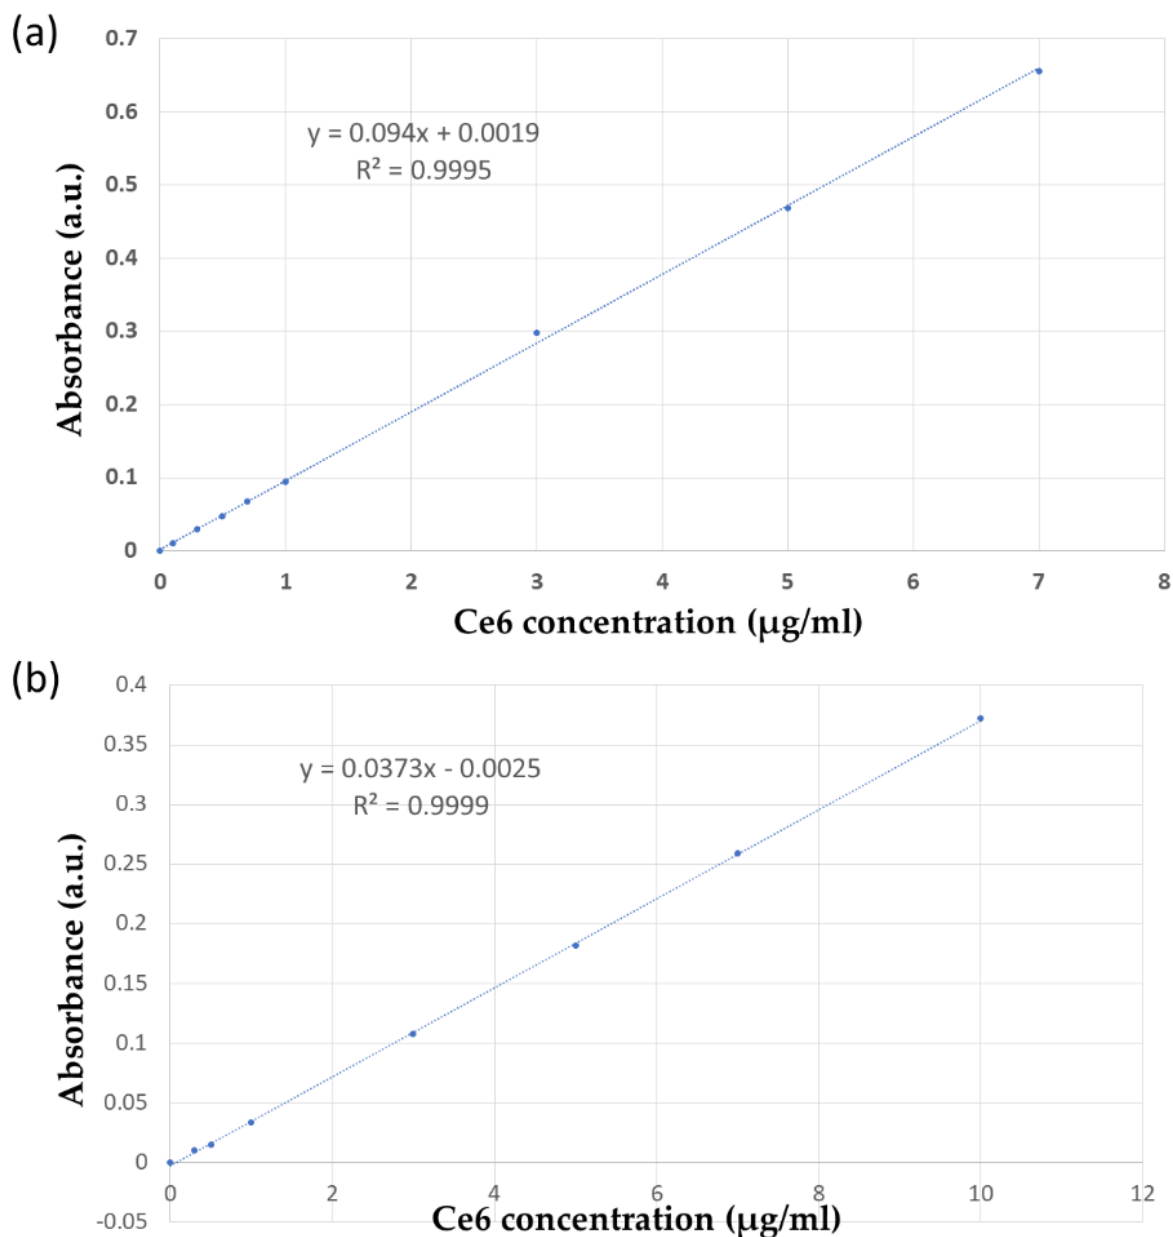 (a)
0.7
0.6
0.5
0.4
0.3
0.2
0.1
0
y = 0.094x + 0.0019
R² = 0.9995
Absorbance (a.u.)
0 1 2 3 4 5 6 7 8
Ce6 concentration (µg/ml)
(b)
0.4
0.35
0.3
0.25
0.2
0.15
0.1
0.05
0
-0.05
y = 0.0373x - 0.0025
R² = 0.9999
Absorbance (a.u.)
0 2 4 6 8 10 12
Ce6 concentration (µg/ml)